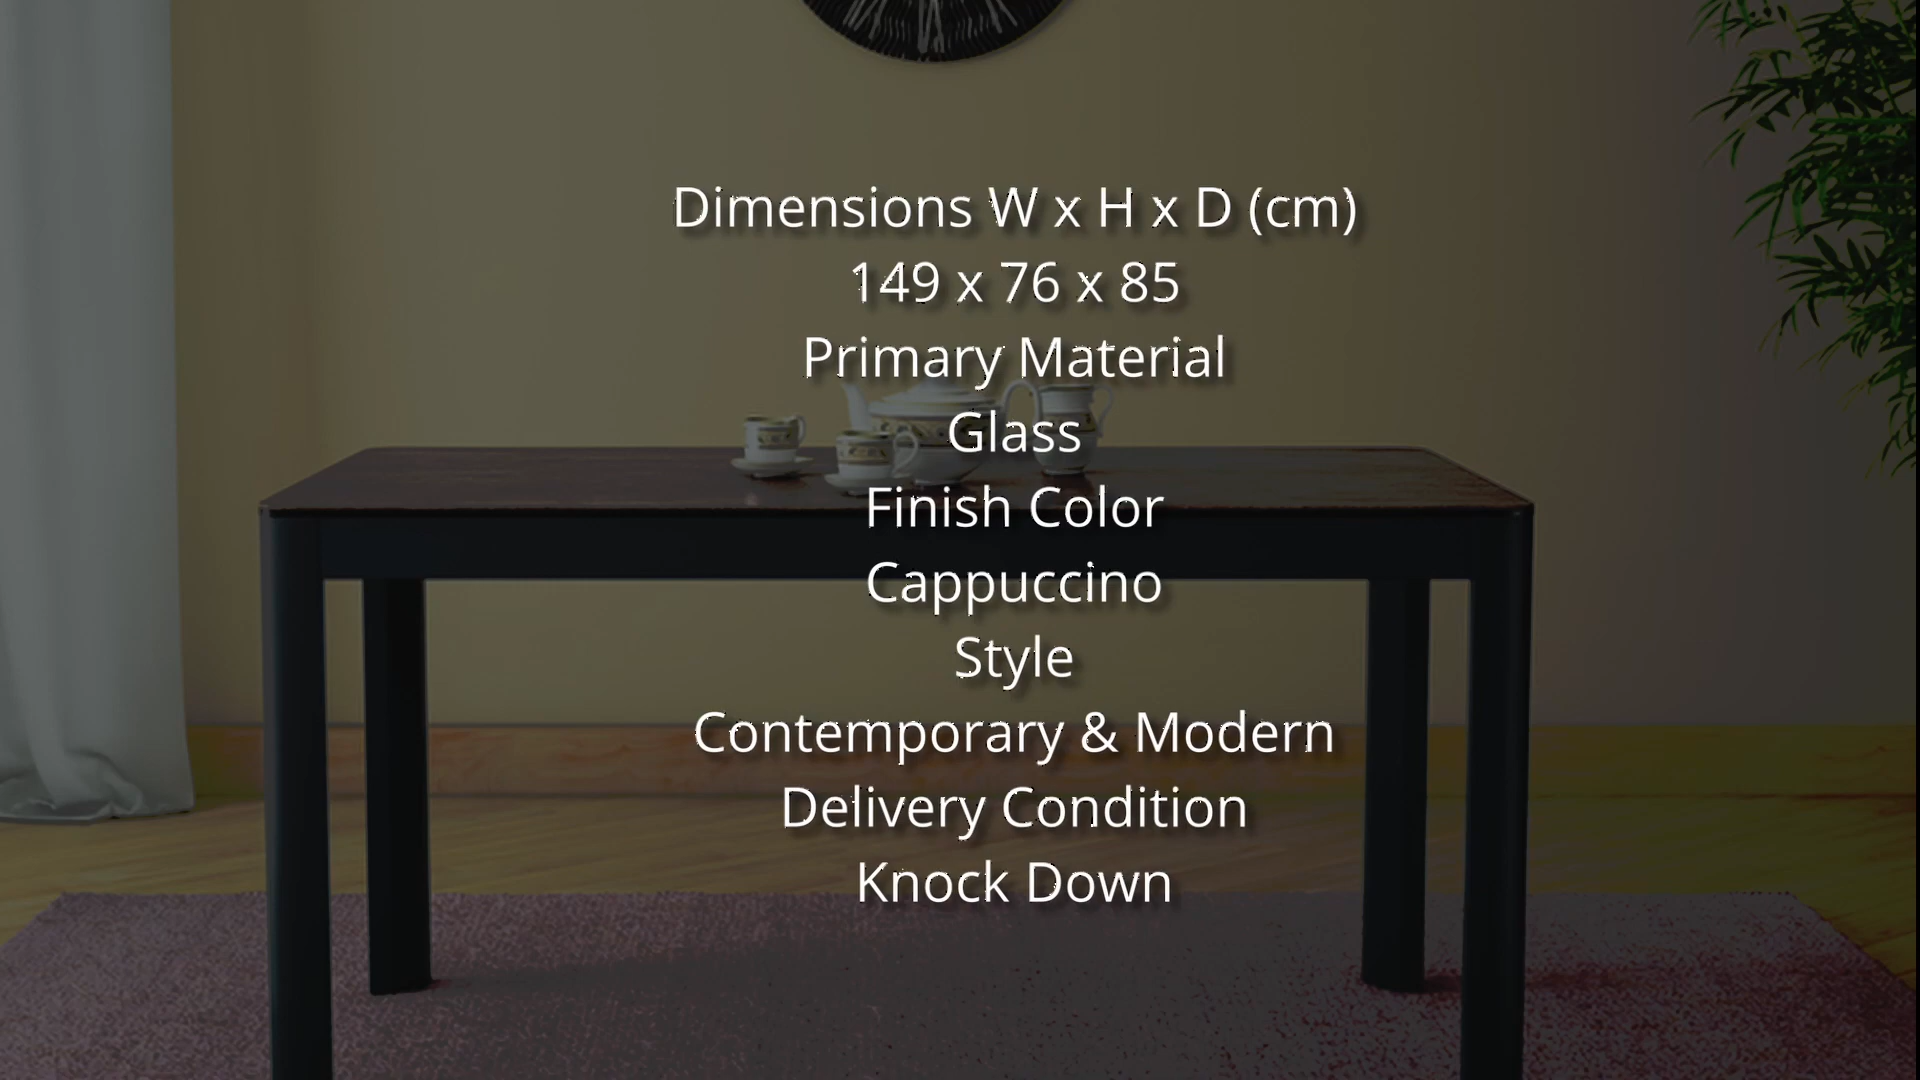 Dimensions W x H x D (cm)
149 x 76 x 85
Primary Material
Glass
Finish Color
Cappuccino
Style
Contemporary & Modern
Delivery Condition
Knock Down